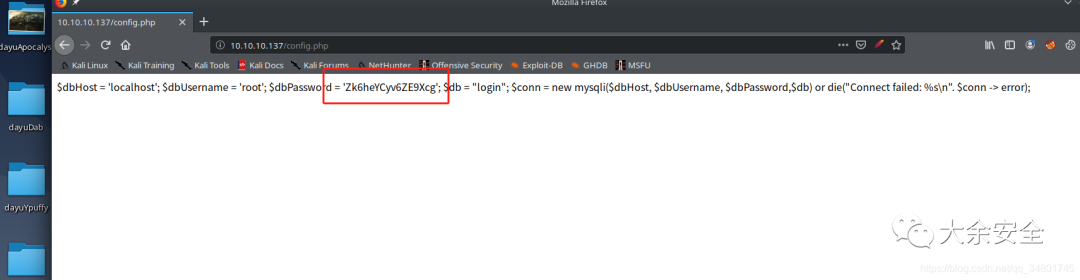 Mozilla Firefox
10.10.10.137/config.php
10.10.10.137/config.php
Kali Linux Kali Training Kali Tools Kali Docs Kali Forums NetHunter Offensive Security Exploit-DB GHDB MSFU
$dbHost = 'localhost'; $dbUsername = 'root'; $dbPassword = 'Zk6heYCyv6ZE9Xcg'; $db = "login"; $conn = new mysqli($dbHost, $dbUsername, $dbPassword,$db) or die("Connect failed: %s\n". $conn -> error);
dayuApocalys
dayuDab
dayuYpuffy
大余安全
https://blog.csdn.net/qq_34801745